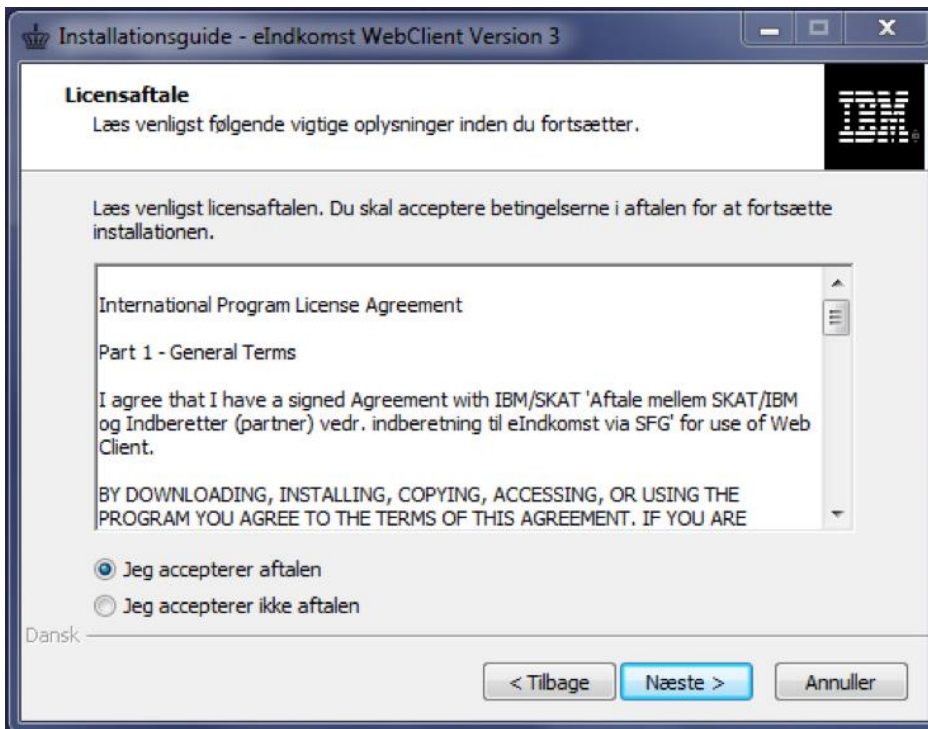 Installationsguide - eIndkomst WebClient Version 3
Licensaftale
Læs venligst følgende vigtige oplysninger inden du fortsætter.
IBM
Læs venligst licensaftalen. Du skal acceptere betingelserne i aftalen for at fortsætte
installationen.
International Program License Agreement
Part 1 - General Terms
I agree that I have a signed Agreement with IBM/SKAT 'Aftale mellem SKAT/IBM
og Indberetter (partner) vedr. indberetning til eIndkomst via SFG' for use of Web
Client.
BY DOWNLOADING, INSTALLING, COPYING, ACCESSING, OR USING THE
PROGRAM YOU AGREE TO THE TERMS OF THIS AGREEMENT. IF YOU ARE
Jeg accepterer aftalen
Jeg accepterer ikke aftalen
Dansk
< Tilbage
Næste >
Annuller